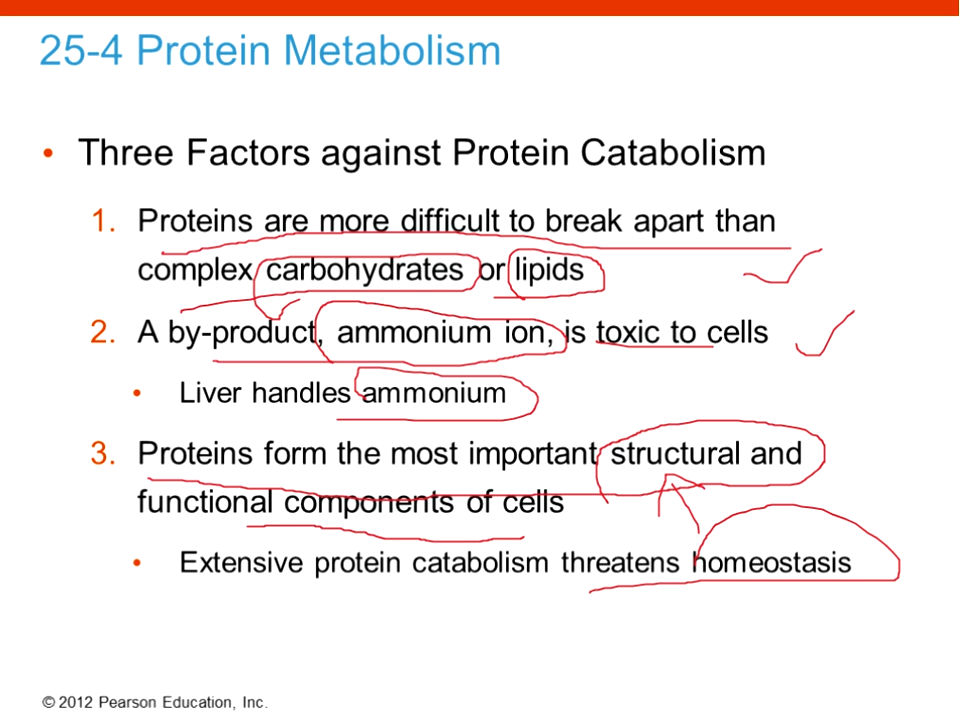 25-4 Protein Metabolism
• Three Factors against Protein Catabolism
1. Proteins are more difficult to break apart than
complex carbohydrates or lipids
2. A by-product, ammonium ion, is toxic to cells
• Liver handles ammonium
3. Proteins form the most important structural and
functional components of cells
• Extensive protein catabolism threatens homeostasis
© 2012 Pearson Education, Inc.